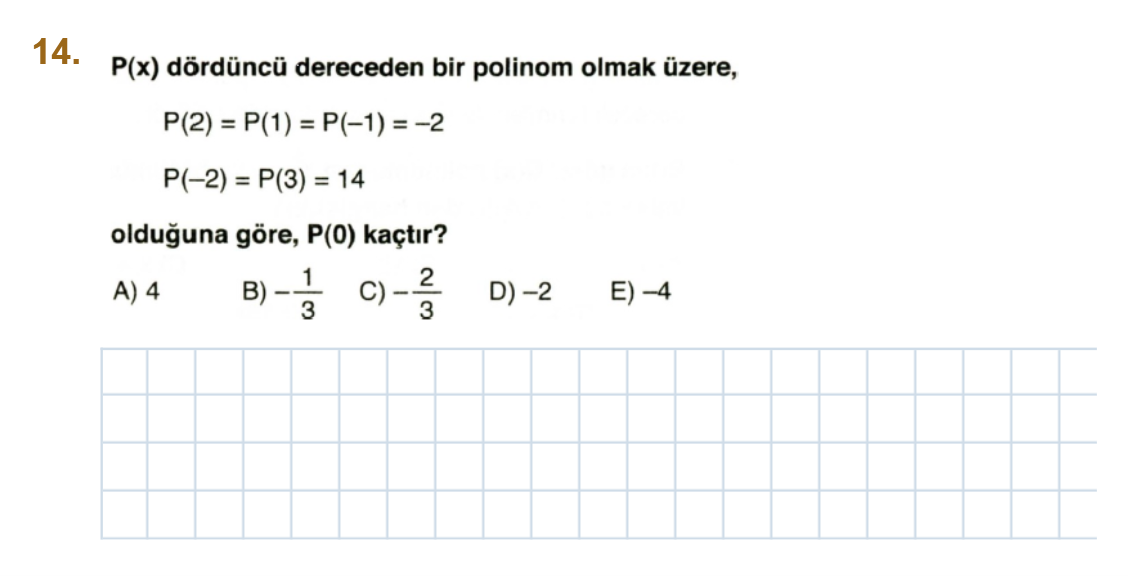 14.
P(x) dördüncü dereceden bir polinom olmak üzere,
P(2) = P(1) = P(–1) = –2
P(–2) = P(3) = 14
olduğuna göre, P(0) kaçtır?
A) 4 B) –1/3 C) –2/3 D) –2 E) –4